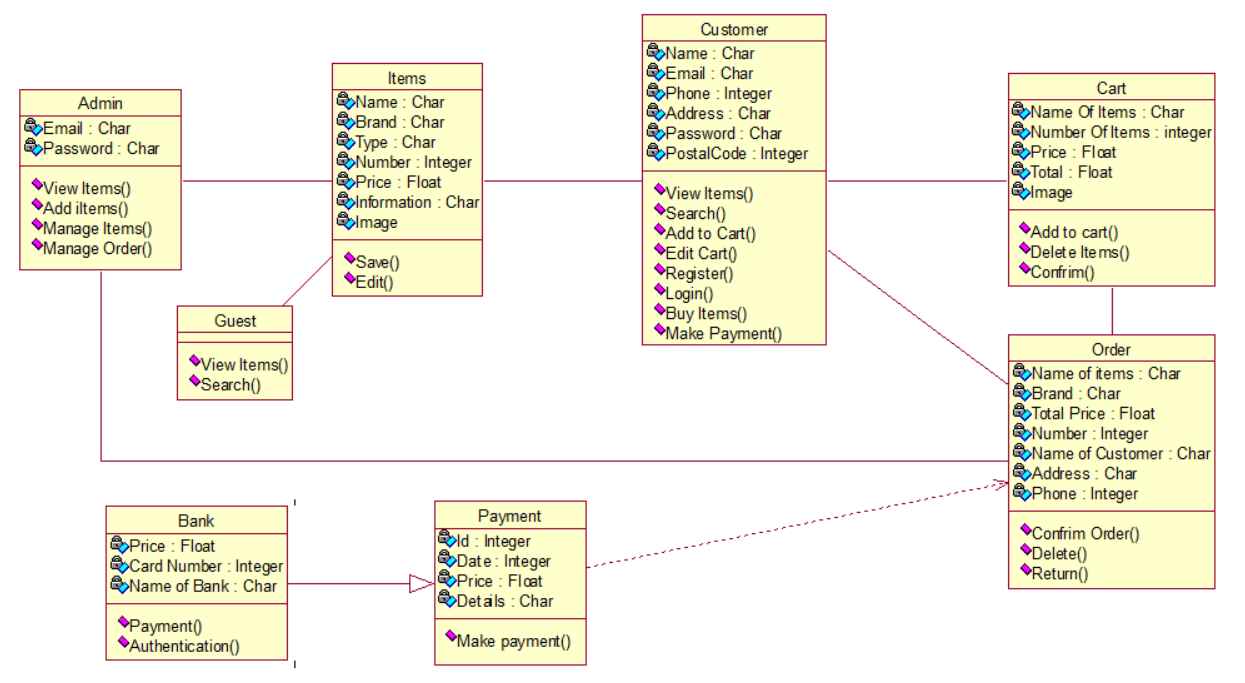 Admin
Email : Char
Password : Char
View Items()
Add iItems()
Manage Items()
Manage Order()
Items
Name : Char
Brand : Char
Type : Char
Number : Integer
Price : Float
Information : Char
Image
Save()
Edit()
Guest
View Items()
Search()
Customer
Name : Char
Email : Char
Phone : Integer
Address : Char
Password : Char
PostalCode : Integer
View Items()
Search()
Add to Cart()
Edit Cart()
Register()
Login()
Buy Items()
Make Payment()
Cart
Name Of Items : Char
Number Of Items : integer
Price : Float
Total : Float
Image
Add to cart()
Delete Items()
Confrim()
Order
Name of items : Char
Brand : Char
Total Price : Float
Number : Integer
Name of Customer : Char
Address : Char
Phone : Integer
Confrim Order()
Delete()
Return()
Bank
Price : Float
Card Number : Integer
Name of Bank : Char
Payment()
Authentication()
Payment
Id : Integer
Date : Integer
Price : Float
Details : Char
Make payment()